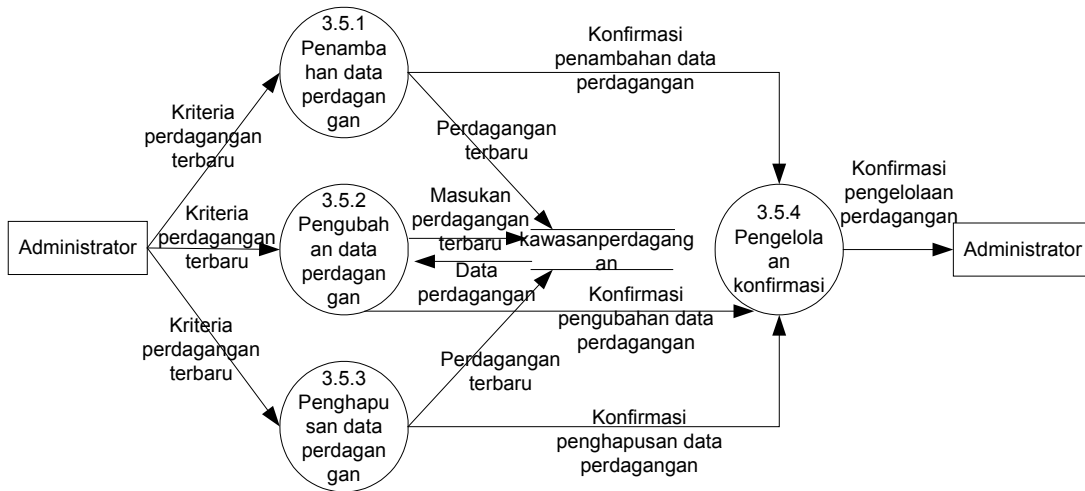 3.5.1
Penamba
han data
perdagan
gan
Konfirmasi
penambahan data
perdagangan
Kriteria
perdagangan
terbaru
Perdagangan
terbaru
Konfirmasi
pengelolaan
perdagangan
Administrator
Kriteria
perdagangan
terbaru
3.5.2
Pengubah
an data
perdagan
gan
Masukan
perdagangan
terbaru
kawasanperdagang
an
Data
perdagangan
3.5.4
Pengelola
an
konfirmasi
Administrator
Konfirmasi
pengubahan data
perdagangan
Kriteria
perdagangan
terbaru
Perdagangan
terbaru
3.5.3
Penghapu
san data
perdagan
gan
Konfirmasi
penghapusan data
perdagangan